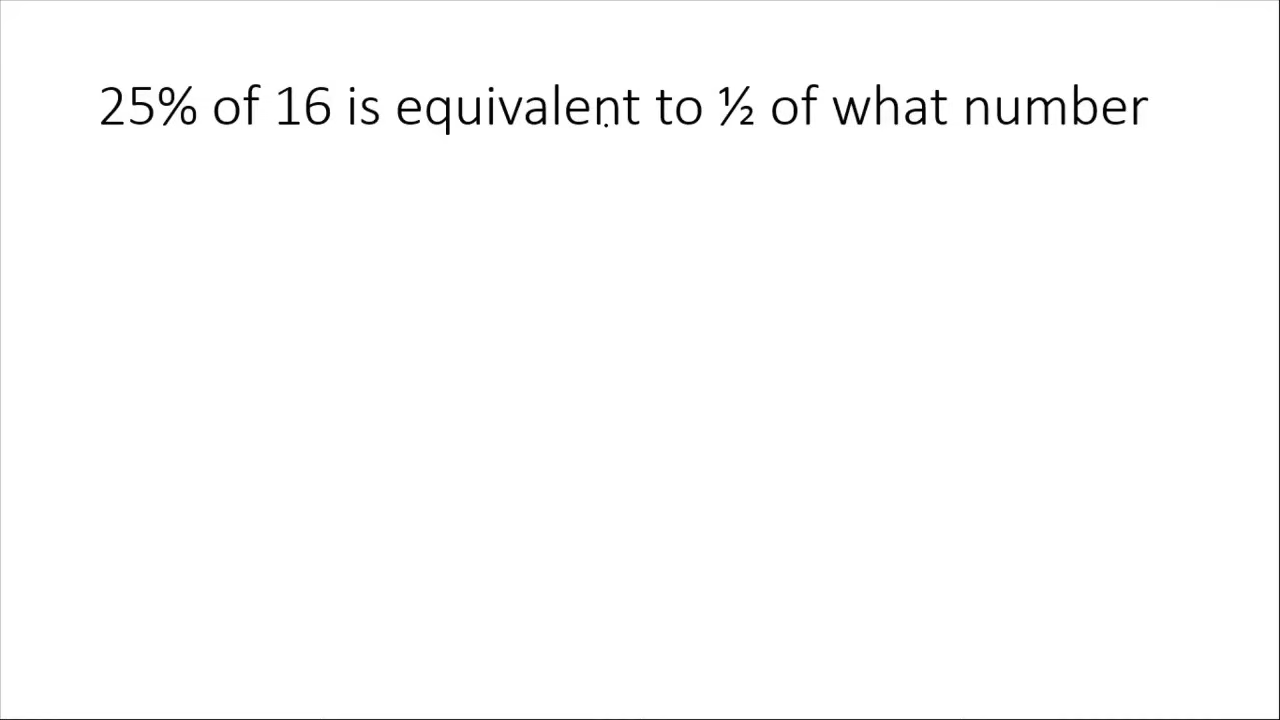 25% of 16 is equivalent to ½ of what number